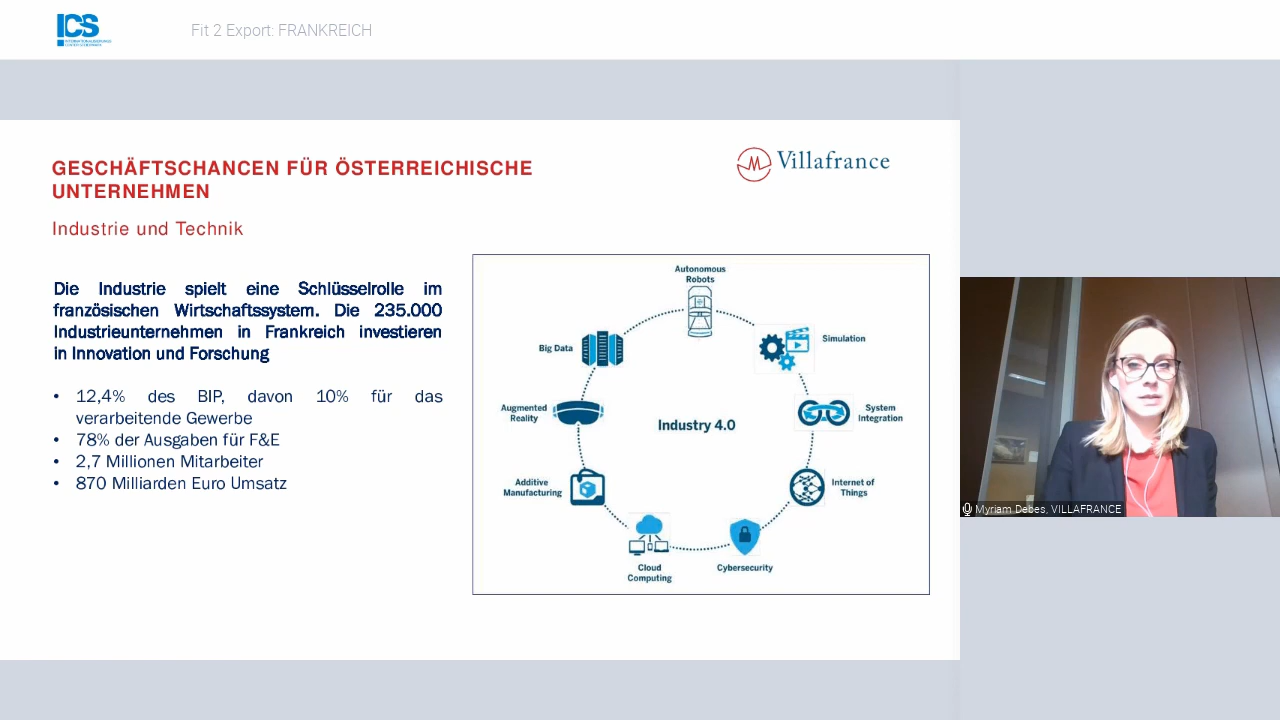 ICS
Fit 2 Export: FRANKREICH
GESCHÄFTSCHANCEN FÜR ÖSTERREICHISCHE
UNTERNEHMEN
Villafrance
Industrie und Technik
Die Industrie spielt eine Schlüsselrolle im
französischen Wirtschaftssystem. Die 235.000
Industrieunternehmen in Frankreich investieren
in Innovation und Forschung
• 12,4% des BIP, davon 10% für das
verarbeitende Gewerbe
• 78% der Ausgaben für F&E
• 2,7 Millionen Mitarbeiter
• 870 Milliarden Euro Umsatz
Autonomous
Robots
Simulation
Big Data
Augmented
Reality
System
Integration
Industry 4.0
Additive
Manufacturing
Internet of
Things
Cloud
Computing
Cybersecurity
Myriam Debes, VILLAFRANCE